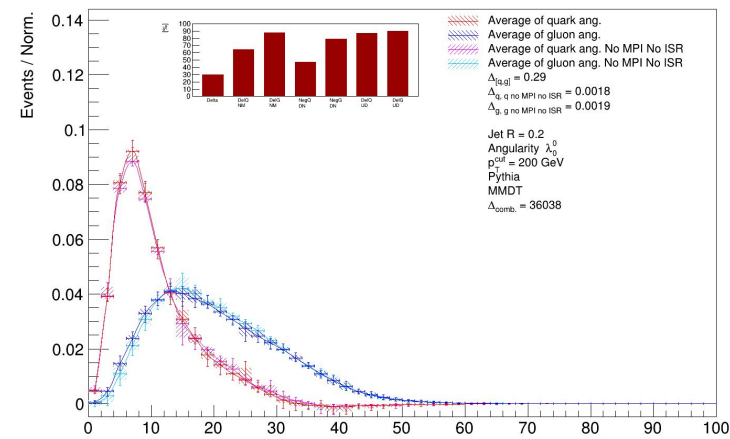 Events / Norm.
0.14
0.12
0.1
0.08
0.06
0.04
0.02
0
0 10 20 30 40 50 60 70 80 90 100
[%]
100
90
80
70
60
50
40
30
20
10
0
Delta DelQ DelG NegQ NegG DelQ DelG
NM NM DN DN UD UD
Average of quark ang.
Average of gluon ang.
Average of quark ang. No MPI No ISR
Average of gluon ang. No MPI No ISR
Δ[q,g] = 0.29
Δq, q no MPI no ISR = 0.0018
Δg, g no MPI no ISR = 0.0019
Jet R = 0.2
Angularity λ00
pTcut = 200 GeV
Pythia
MMDT
Δcomb. = 36038